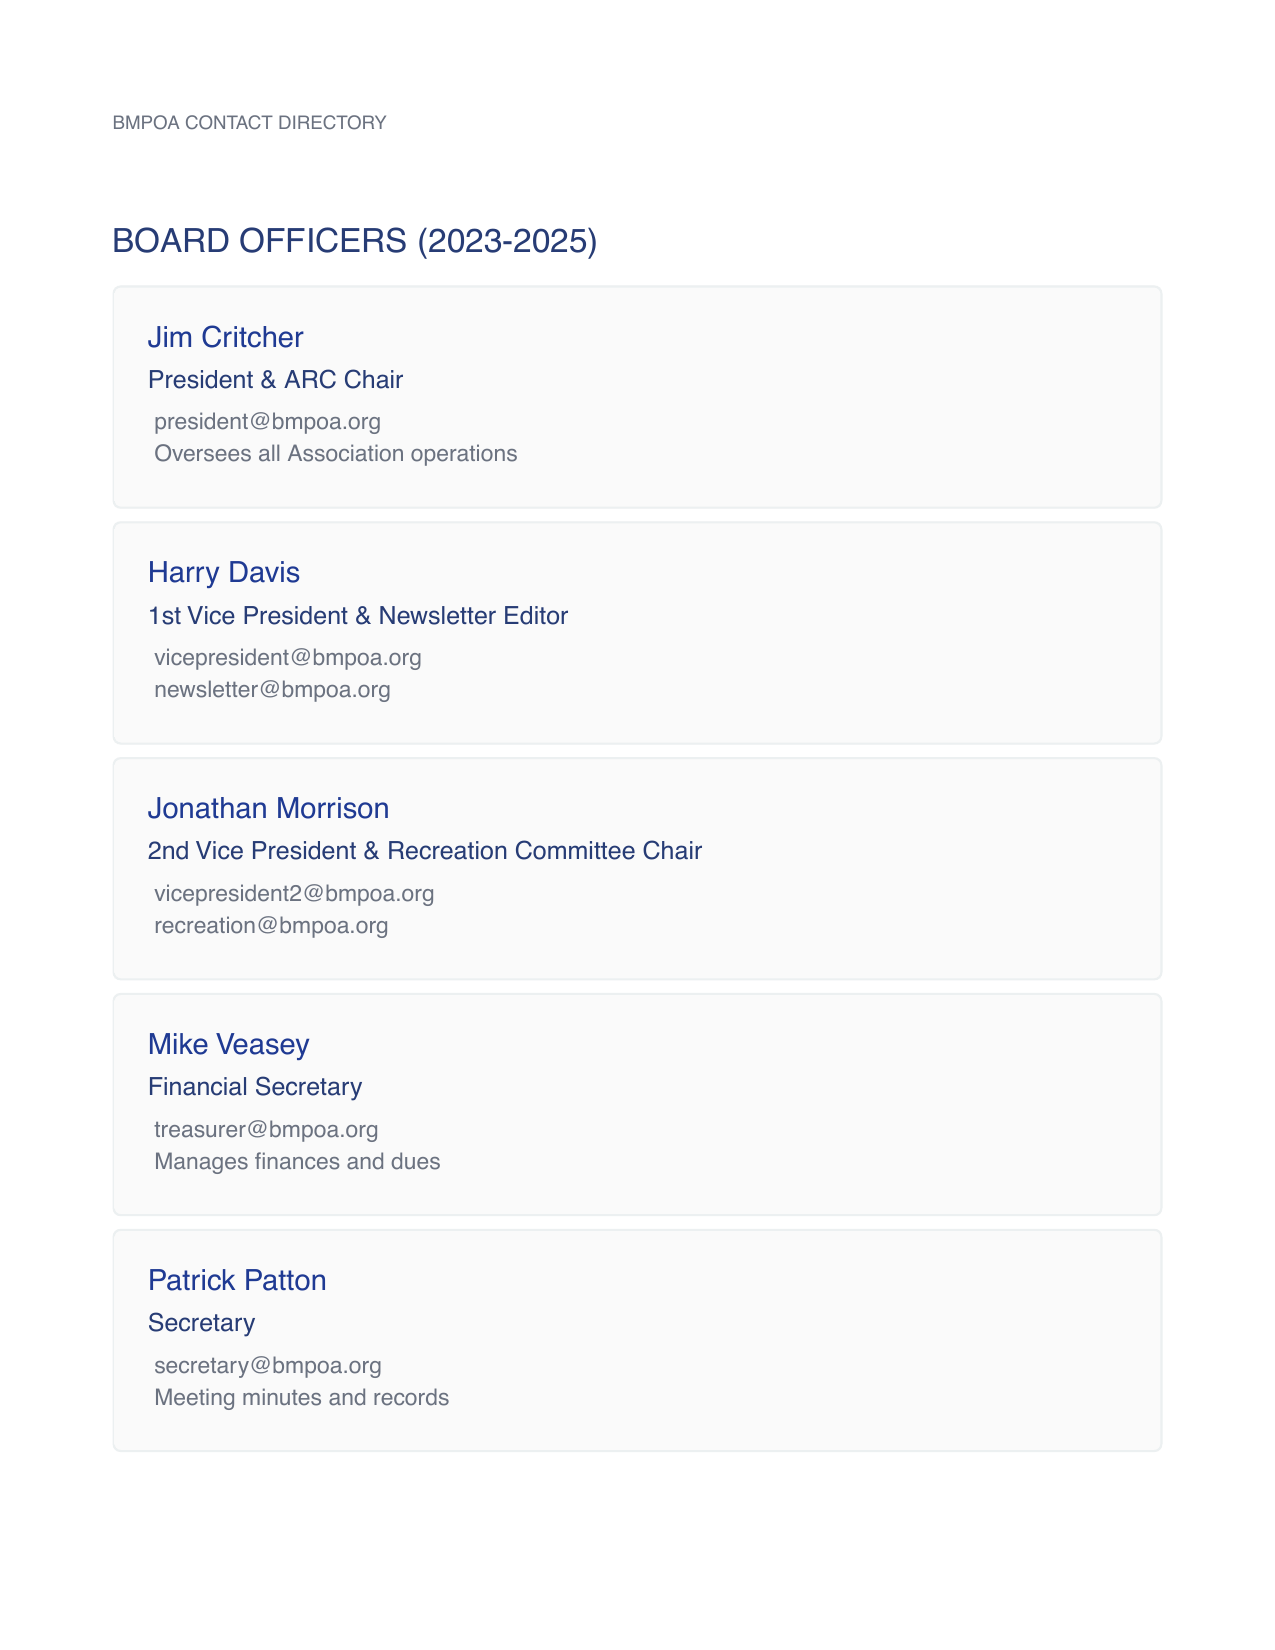 BMPOA CONTACT DIRECTORY
BOARD OFFICERS (2023-2025)
Jim Critcher
President & ARC Chair
president@bmpoa.org
Oversees all Association operations
Harry Davis
1st Vice President & Newsletter Editor
vicepresident@bmpoa.org
newsletter@bmpoa.org
Jonathan Morrison
2nd Vice President & Recreation Committee Chair
vicepresident2@bmpoa.org
recreation@bmpoa.org
Mike Veasey
Financial Secretary
treasurer@bmpoa.org
Manages finances and dues
Patrick Patton
Secretary
secretary@bmpoa.org
Meeting minutes and records